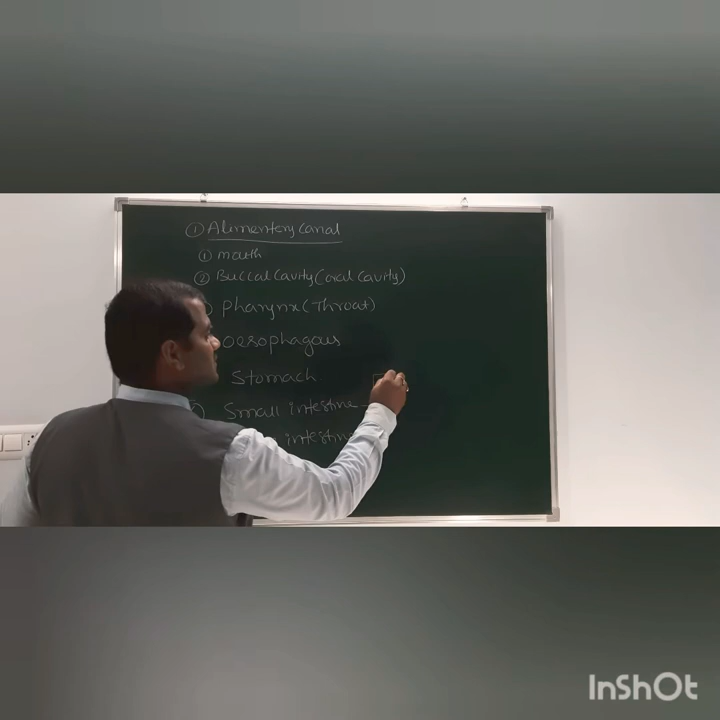 ① Alimentery Canal
① mouth
② Buccal Cavity (oral cavity)
Pharynx (Throat)
oesophagous
Stomach
Small intestine
intestine
InShOt